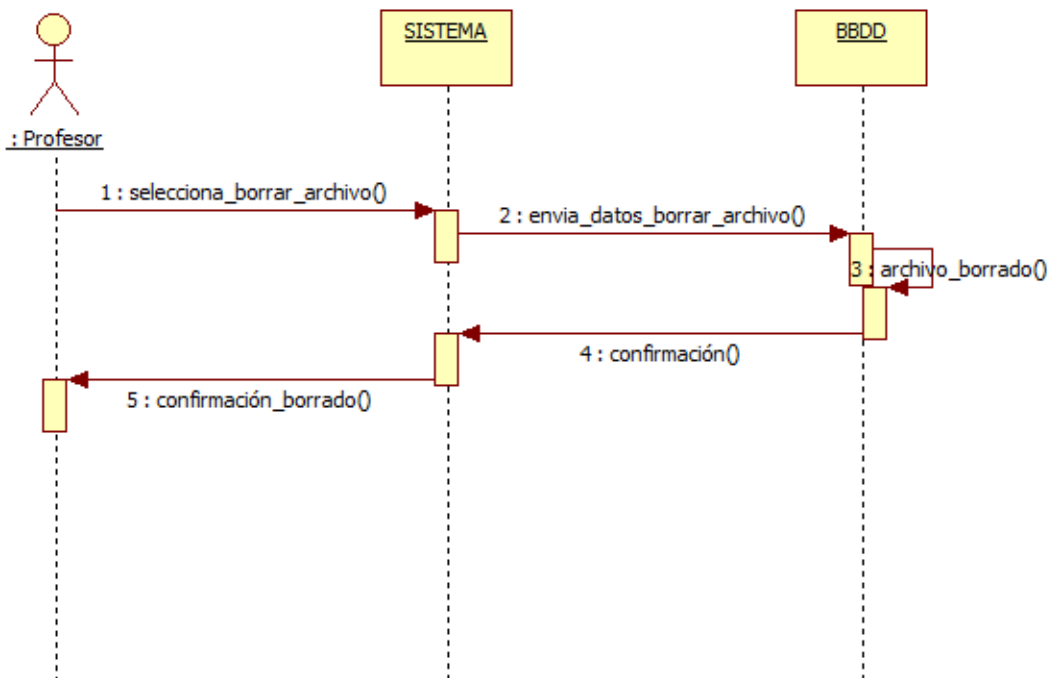 SISTEMA
BBDD
: Profesor
1 : selecciona_borrar_archivo()
2 : envia_datos_borrar_archivo()
3 : archivo_borrado()
4 : confirmación()
5 : confirmación_borrado()